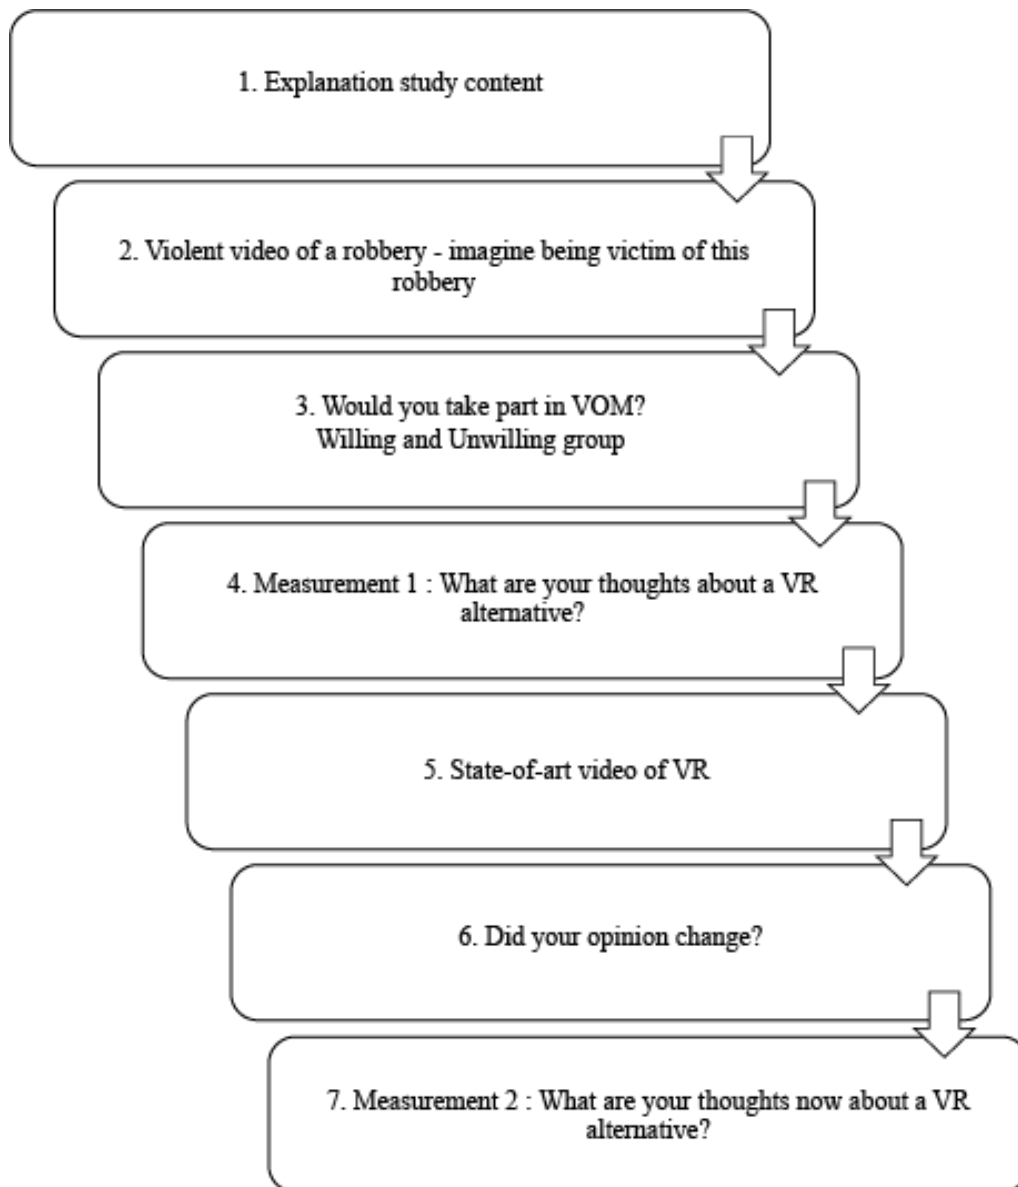 1. Explanation study content
2. Violent video of a robbery - imagine being victim of this
robbery
3. Would you take part in VOM?
Willing and Unwilling group
4. Measurement 1 : What are your thoughts about a VR
alternative?
5. State-of-art video of VR
6. Did your opinion change?
7. Measurement 2 : What are your thoughts now about a VR
alternative?